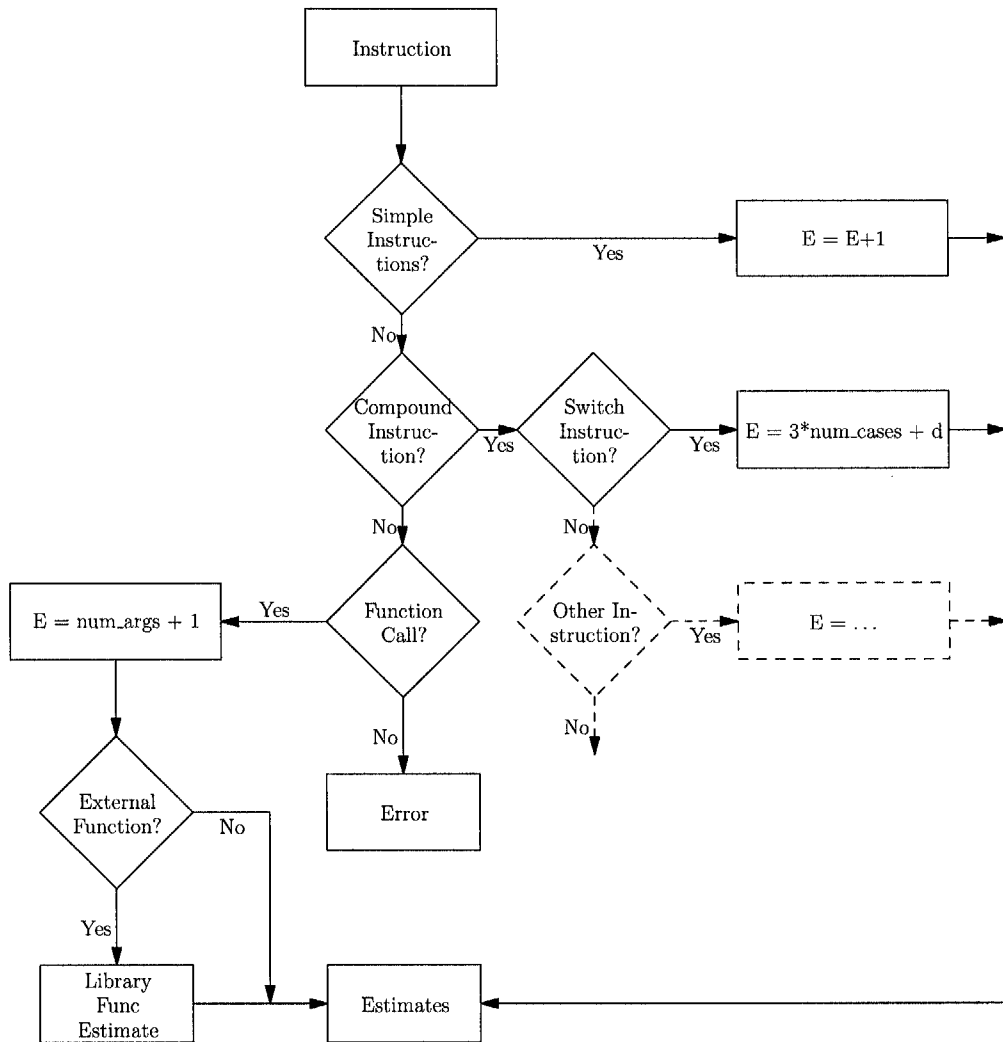 Instruction
Simple
Instruc-
tions?
Yes
E = E+1
No
Compound
Instruc-
tion?
Yes
Switch
Instruc-
tion?
Yes
E = 3*num_cases + d
No
No
E = num_args + 1
Yes
Function
Call?
Other In-
struction?
Yes
E = ...
No
No
External
Function?
No
Error
Yes
Library
Func
Estimate
Estimates